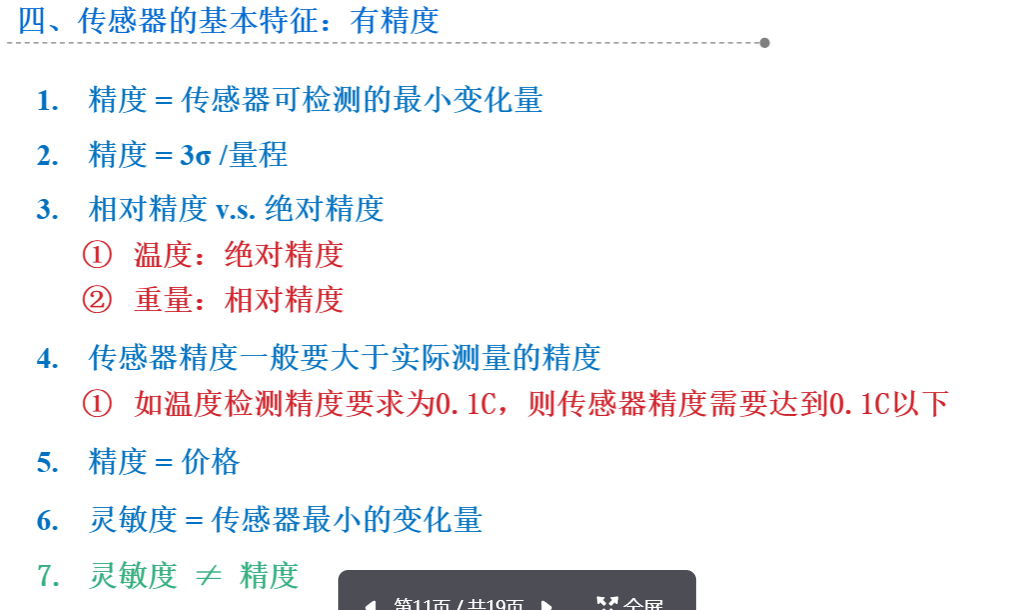 四、传感器的基本特征：有精度
1. 精度 = 传感器可检测的最小变化量
2. 精度 = 3σ /量程
3. 相对精度 v.s. 绝对精度
① 温度：绝对精度
② 重量：相对精度
4. 传感器精度一般要大于实际测量的精度
① 如温度检测精度要求为0.1C，则传感器精度需要达到0.1C以下
5. 精度 = 价格
6. 灵敏度 = 传感器最小的变化量
7. 灵敏度 ≠ 精度
第11页 / 共19页 全屏